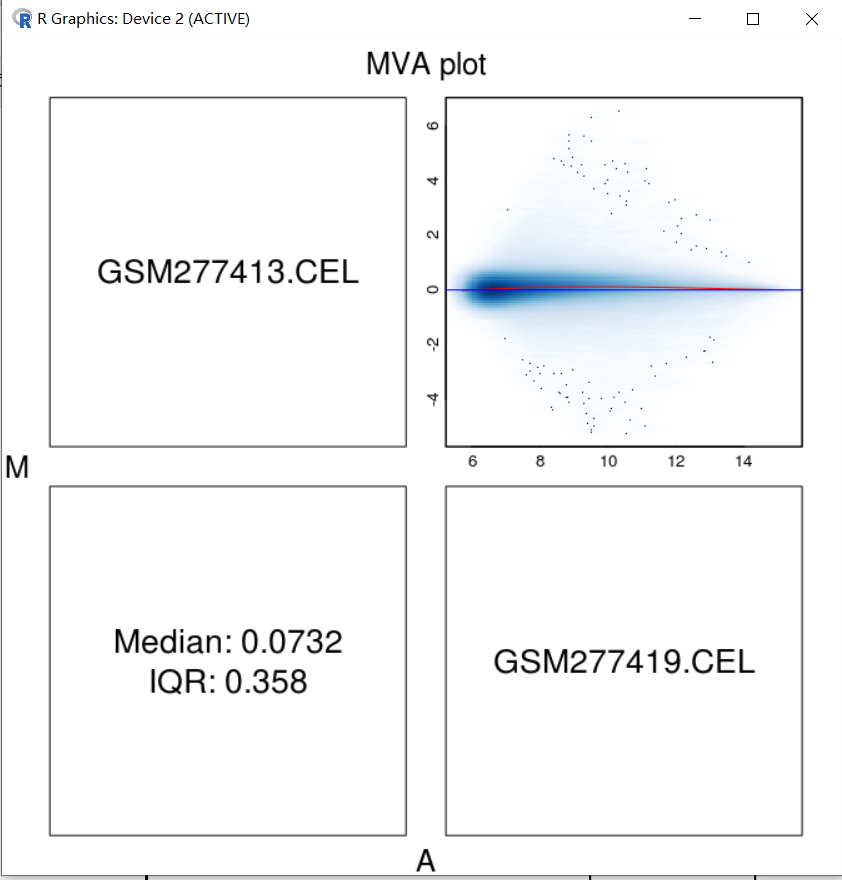 R Graphics: Device 2 (ACTIVE)
MVA plot
GSM277413.CEL
6
4
2
0
-2
-4
6 8 10 12 14
M
Median: 0.0732
IQR: 0.358
GSM277419.CEL
A